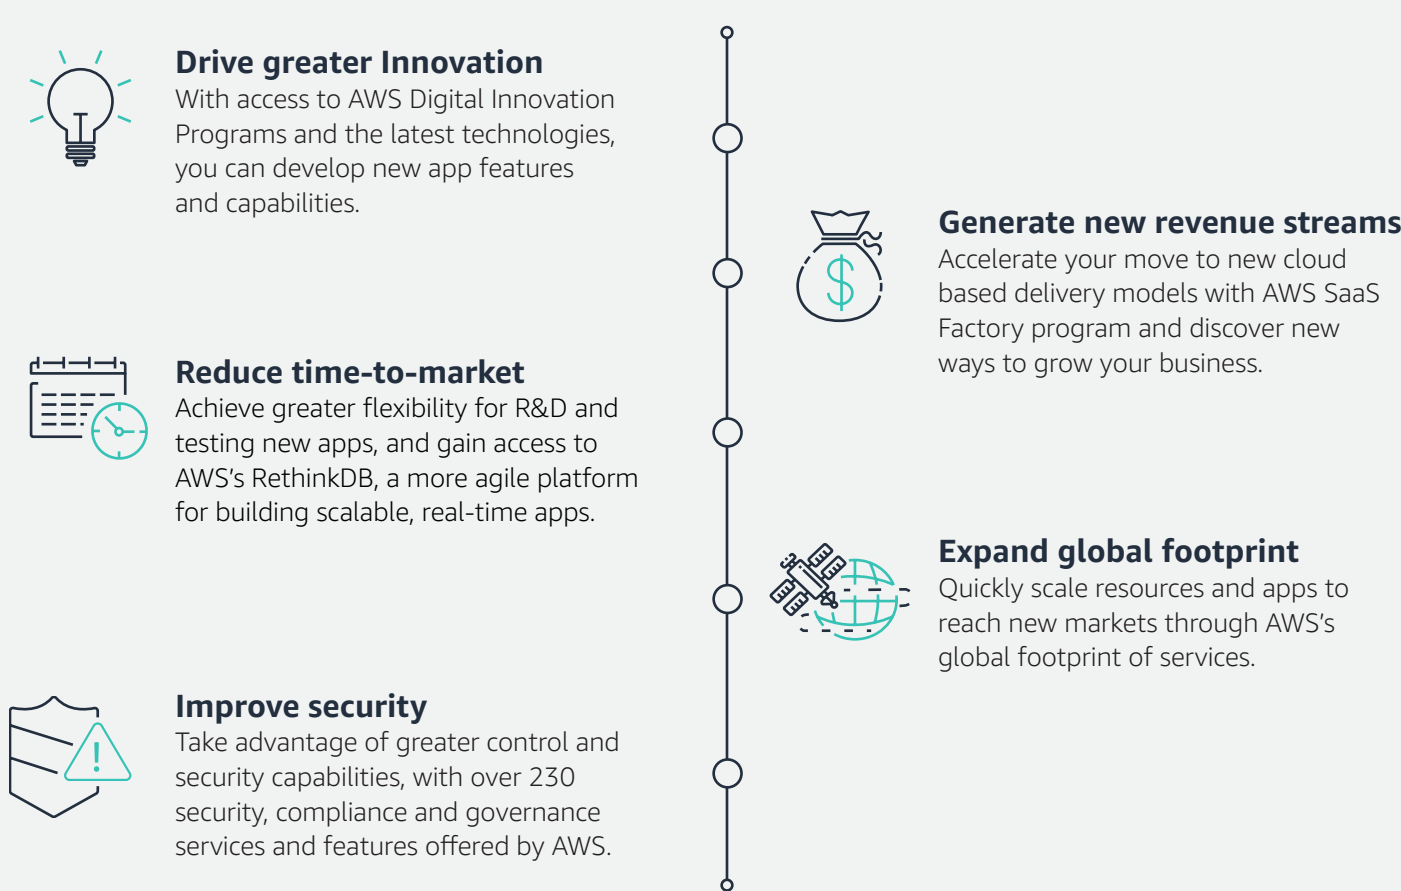 Drive greater Innovation
With access to AWS Digital Innovation
Programs and the latest technologies,
you can develop new app features
and capabilities.
Generate new revenue streams
Accelerate your move to new cloud
based delivery models with AWS SaaS
Factory program and discover new
ways to grow your business.
Reduce time-to-market
Achieve greater flexibility for R&D and
testing new apps, and gain access to
AWS's RethinkDB, a more agile platform
for building scalable, real-time apps.
Expand global footprint
Quickly scale resources and apps to
reach new markets through AWS's
global footprint of services.
Improve security
Take advantage of greater control and
security capabilities, with over 230
security, compliance and governance
services and features offered by AWS.